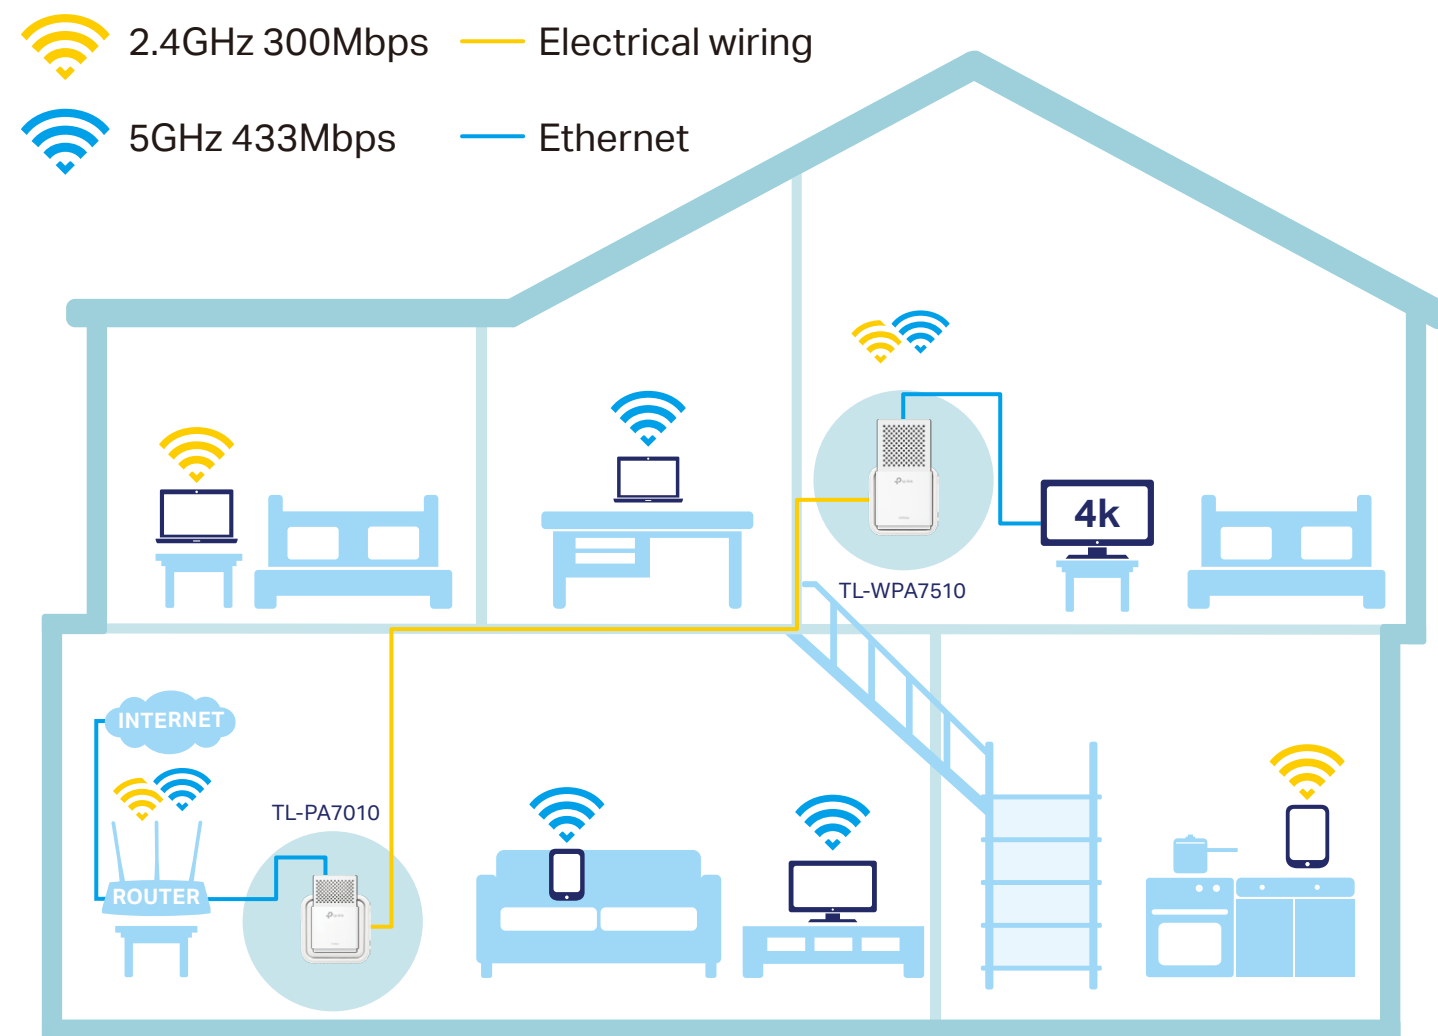 2.4GHz 300Mbps
Electrical wiring
5GHz 433Mbps
Ethernet
4k
TL-WPA7510
INTERNET
TL-PA7010
ROUTER